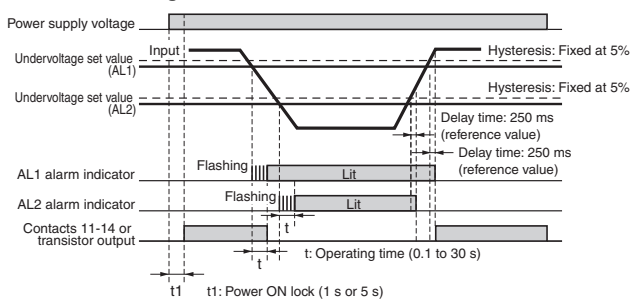 Power supply voltage
Input
Hysteresis: Fixed at 5%
Undervoltage set value
(AL1)
Hysteresis: Fixed at 5%
Undervoltage set value
(AL2)
Delay time: 250 ms
(reference value)
Delay time: 250 ms
(reference value)
Flashing
AL1 alarm indicator
Lit
Flashing
AL2 alarm indicator
Lit
t
Contacts 11-14 or
transistor output
t
t: Operating time (0.1 to 30 s)
t1
t1: Power ON lock (1 s or 5 s)